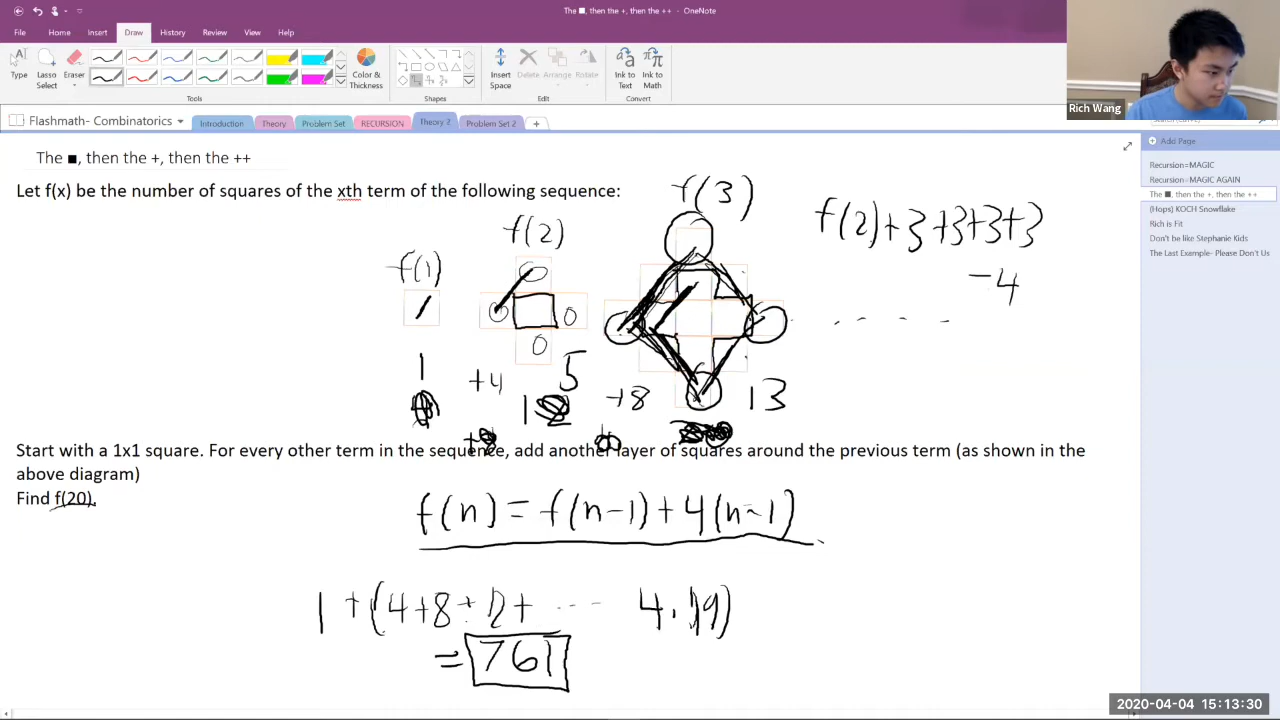 The ■, then the +, then the ++ - OneNote
File Home Insert Draw History Review View Help
Type Lasso Select Eraser Color & Thickness Insert Space Delete Arrange Rotate Ink to Text Ink to Math
Tools Shapes Edit Convert
Rich Wang
Flashmath- Combinatorics Introduction Theory Problem Set RECURSION Theory 2 Problem Set 2 +
Add Page
Recursion=MAGIC
Recursion=MAGIC AGAIN
The ■, then the +, then the ++
(Hops) KOCH Snowflake
Rich is Fit
Don't be like Stephanie Kids
The Last Example- Please Don't Us
The ■, then the +, then the ++
Let f(x) be the number of squares of the xth term of the following sequence:
f(1) f(2) f(3)
f(2)+3+3+3+3
-4
1 +4 5 +8 13
Start with a 1x1 square. For every other term in the sequence, add another layer of squares around the previous term (as shown in the
above diagram)
Find f(20).
f(n) = f(n-1) + 4(n-1)
1 + (4+8+12+ ... 4.19)
= 761
2020-04-04 15:13:30